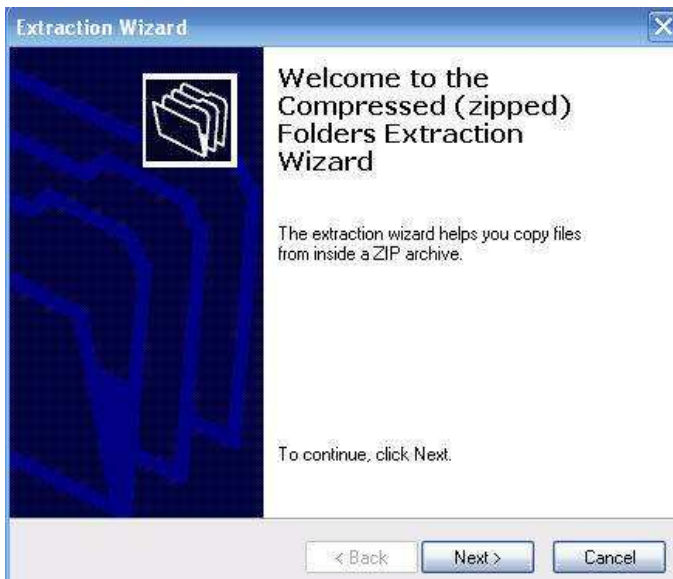 Extraction Wizard
Welcome to the
Compressed (zipped)
Folders Extraction
Wizard
The extraction wizard helps you copy files
from inside a ZIP archive.
To continue, click Next.
< Back Next > Cancel